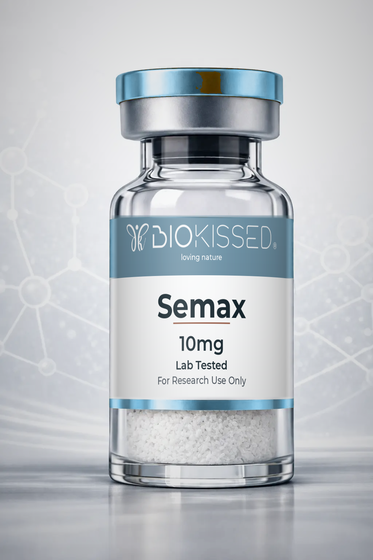 BIOKISSED®
loving nature
Semax
10mg
Lab Tested
For Research Use Only